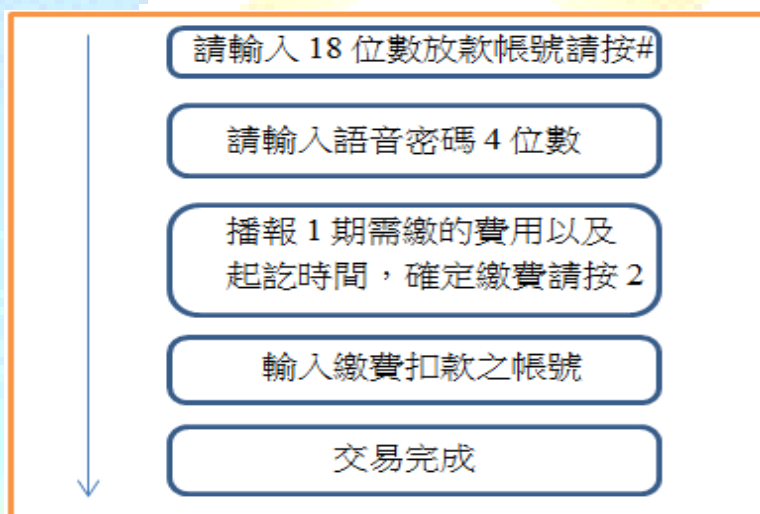 請輸入 18 位數放款帳號請按#
請輸入語音密碼 4 位數
播報 1 期需繳的費用以及
起訖時間，確定繳費請按 2
輸入繳費扣款之帳號
交易完成